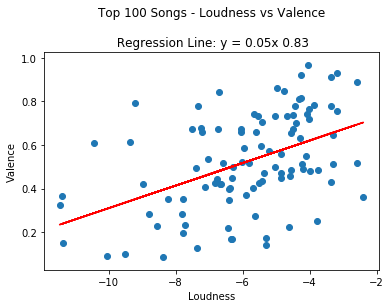 Top 100 Songs - Loudness vs Valence
Regression Line: y = 0.05x 0.83
1.0
0.8
0.6
0.4
0.2
Valence
−10
−8
−6
−4
−2
Loudness